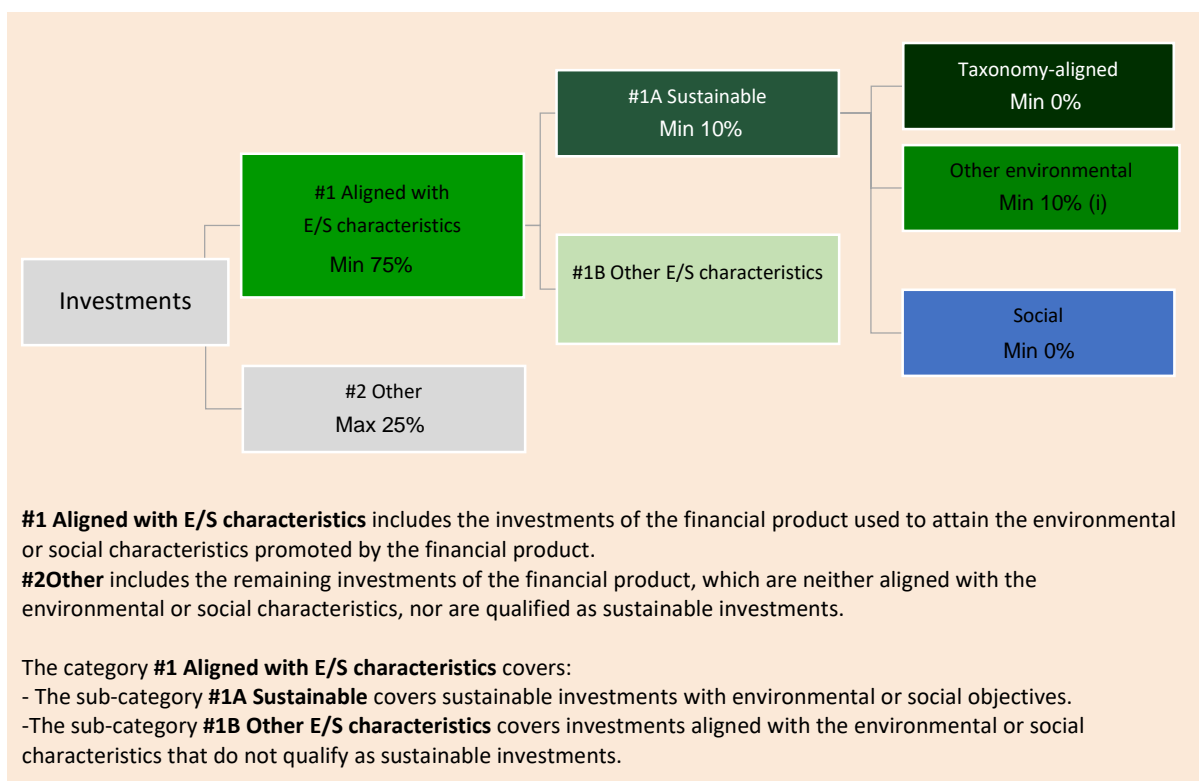 Investments
#1 Aligned with
E/S characteristics
Min 75%
#2 Other
Max 25%
#1A Sustainable
Min 10%
#1B Other E/S characteristics
Taxonomy-aligned
Min 0%
Other environmental
Min 10% (i)
Social
Min 0%
#1 Aligned with E/S characteristics includes the investments of the financial product used to attain the environmental
or social characteristics promoted by the financial product.
#2Other includes the remaining investments of the financial product, which are neither aligned with the
environmental or social characteristics, nor are qualified as sustainable investments.
The category #1 Aligned with E/S characteristics covers:
- The sub-category #1A Sustainable covers sustainable investments with environmental or social objectives.
-The sub-category #1B Other E/S characteristics covers investments aligned with the environmental or social
characteristics that do not qualify as sustainable investments.